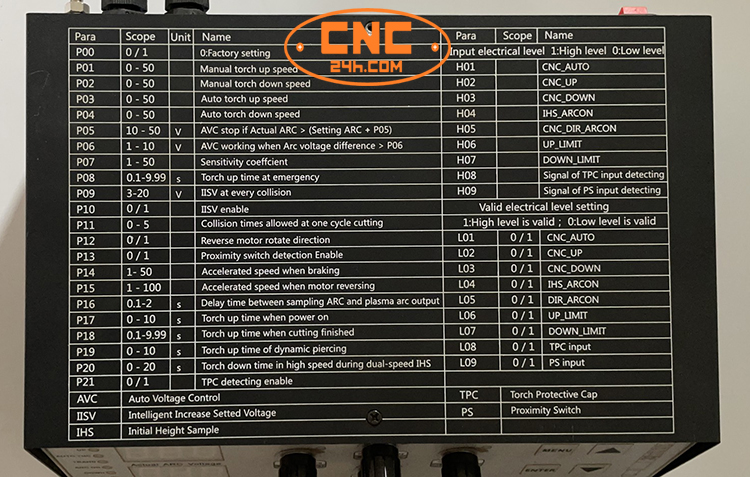 CNC
24h.COM
Para Scope Unit Name
P00 0 / 1 0:Factory setting
P01 0 - 50 Manual torch up speed
P02 0 - 50 Manual torch down speed
P03 0 - 50 Auto torch up speed
P04 0 - 50 Auto torch down speed
P05 10 - 50 V AVC stop if Actual ARC > (Setting ARC + P05)
P06 1 - 10 V AVC working when Arc voltage difference > P06
P07 1 - 50 Sensitivity coeffcient
P08 0.1-9.99 s Torch up time at emergency
P09 3-20 V IISV at every collision
P10 0 / 1 IISV enable
P11 0 - 5 Collision times allowed at one cycle cutting
P12 0 / 1 Reverse motor rotate direction
P13 0 / 1 Proximity switch detection Enable
P14 1- 50 Accelerated speed when braking
P15 1 - 100 Accelerated speed when motor reversing
P16 0.1-2 s Delay time between sampling ARC and plasma arc output
P17 0 - 10 s Torch up time when power on
P18 0.1-9.99 s Torch up time when cutting finished
P19 0 - 10 s Torch up time of dynamic piercing
P20 0 - 20 s Torch down time in high speed during dual-speed IHS
P21 0 / 1 TPC detecting enable
AVC Auto Voltage Control
IISV Intelligent Increase Setted Voltage
IHS Initial Height Sample
Para Scope Name
Input electrical level 1:High level 0:Low level
H01 CNC_AUTO
H02 CNC_UP
H03 CNC_DOWN
H04 IHS_ARCON
H05 CNC_DIR_ARCON
H06 UP_LIMIT
H07 DOWN_LIMIT
H08 Signal of TPC input detecting
H09 Signal of PS input detecting
Valid electrical level setting
1:High level is valid ; 0:Low level is valid
L01 0 / 1 CNC_AUTO
L02 0 / 1 CNC_UP
L03 0 / 1 CNC_DOWN
L04 0 / 1 IHS_ARCON
L05 0 / 1 DIR_ARCON
L06 0 / 1 UP_LIMIT
L07 0 / 1 DOWN_LIMIT
L08 0 / 1 TPC input
L09 0 / 1 PS input
TPC Torch Protective Cap
PS Proximity Switch
Actual ARC Voltage
MENU
ENTER